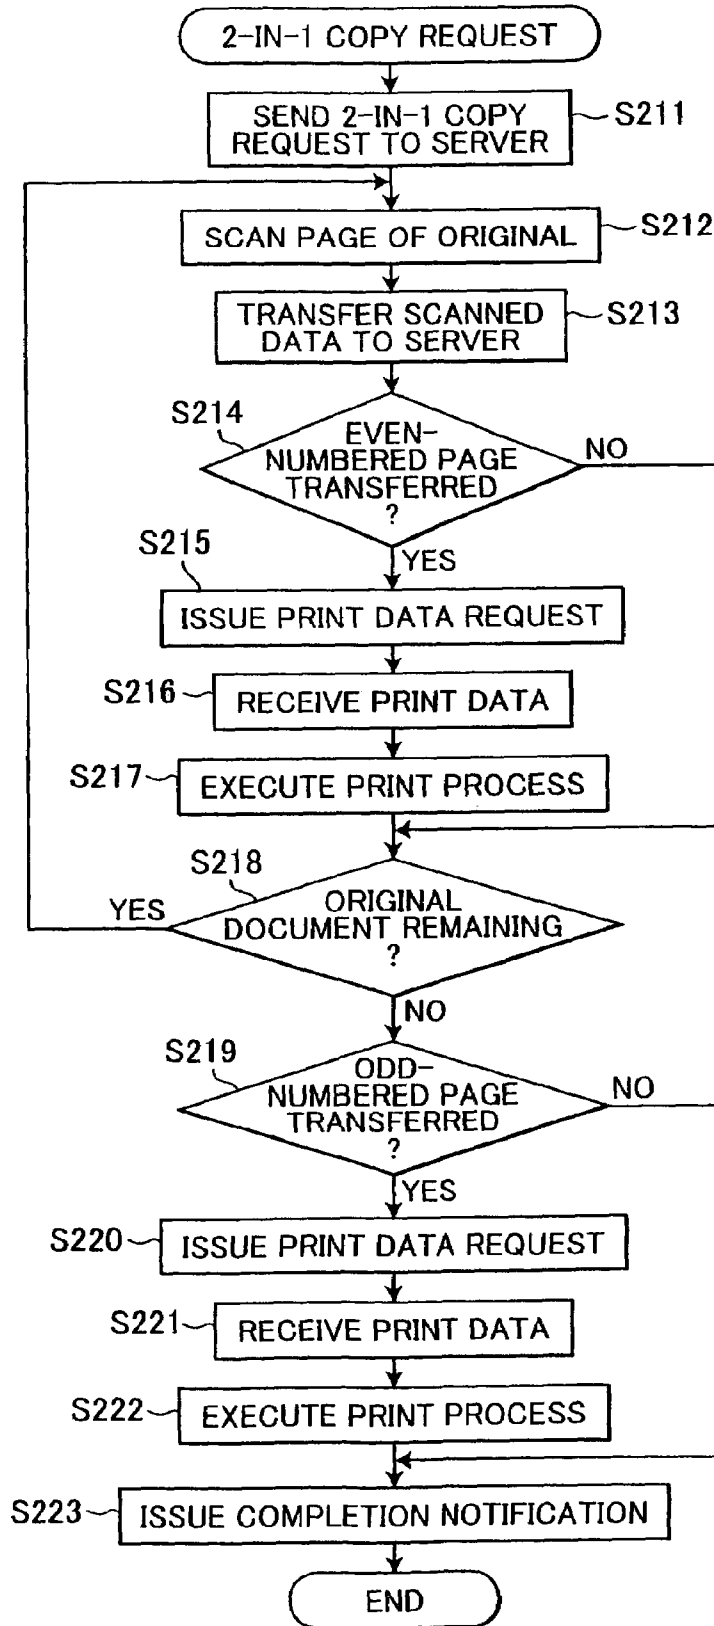 2-IN-1 COPY REQUEST
SEND 2-IN-1 COPY
REQUEST TO SERVER
S211
SCAN PAGE OF ORIGINAL
S212
TRANSFER SCANNED
DATA TO SERVER
S213
S214
EVEN-
NUMBERED PAGE
TRANSFERRED
?
NO
YES
S215
ISSUE PRINT DATA REQUEST
S216
RECEIVE PRINT DATA
S217
EXECUTE PRINT PROCESS
S218
YES
ORIGINAL
DOCUMENT REMAINING
?
NO
S219
ODD-
NUMBERED PAGE
TRANSFERRED
?
NO
YES
S220
ISSUE PRINT DATA REQUEST
S221
RECEIVE PRINT DATA
S222
EXECUTE PRINT PROCESS
S223
ISSUE COMPLETION NOTIFICATION
END